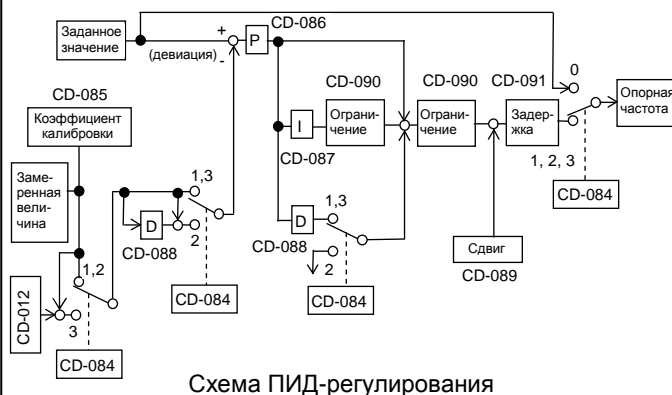 Заданное
значение
(девиация)
+
-
P
CD-086
CD-085
Коэффициент
калибровки
Заме-
ренная
вели-
чина
CD-012
1,2
3
CD-084
D
CD-088
1,3
2
CD-084
I
CD-087
D
CD-088
1,3
2
CD-084
CD-090
Ограни-
чение
CD-090
Ограни-
чение
CD-091
Задер-
жка
Сдвиг
CD-089
0
1, 2, 3
CD-084
Опорная
частота
Схема ПИД-регулирования